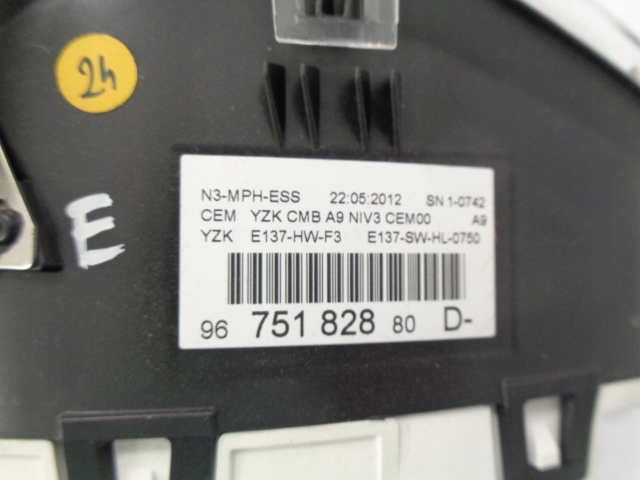 24
E
N3-MPH-ESS 22:05:2012 SN 1-0742
CEM YZK CMB A9 NIV3 CEM00 A9
YZK E137-HW-F3 E137-SW-HL-0750
96 751 828 80 D-